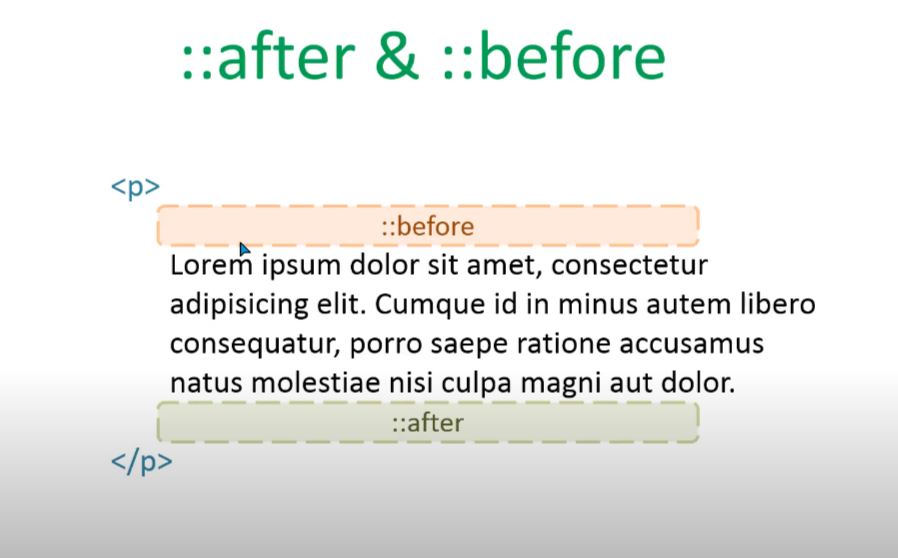 ::after & ::before
<p>
::before
Lorem ipsum dolor sit amet, consectetur
adipisicing elit. Cumque id in minus autem libero
consequatur, porro saepe ratione accusamus
natus molestiae nisi culpa magni aut dolor.
::after
</p>